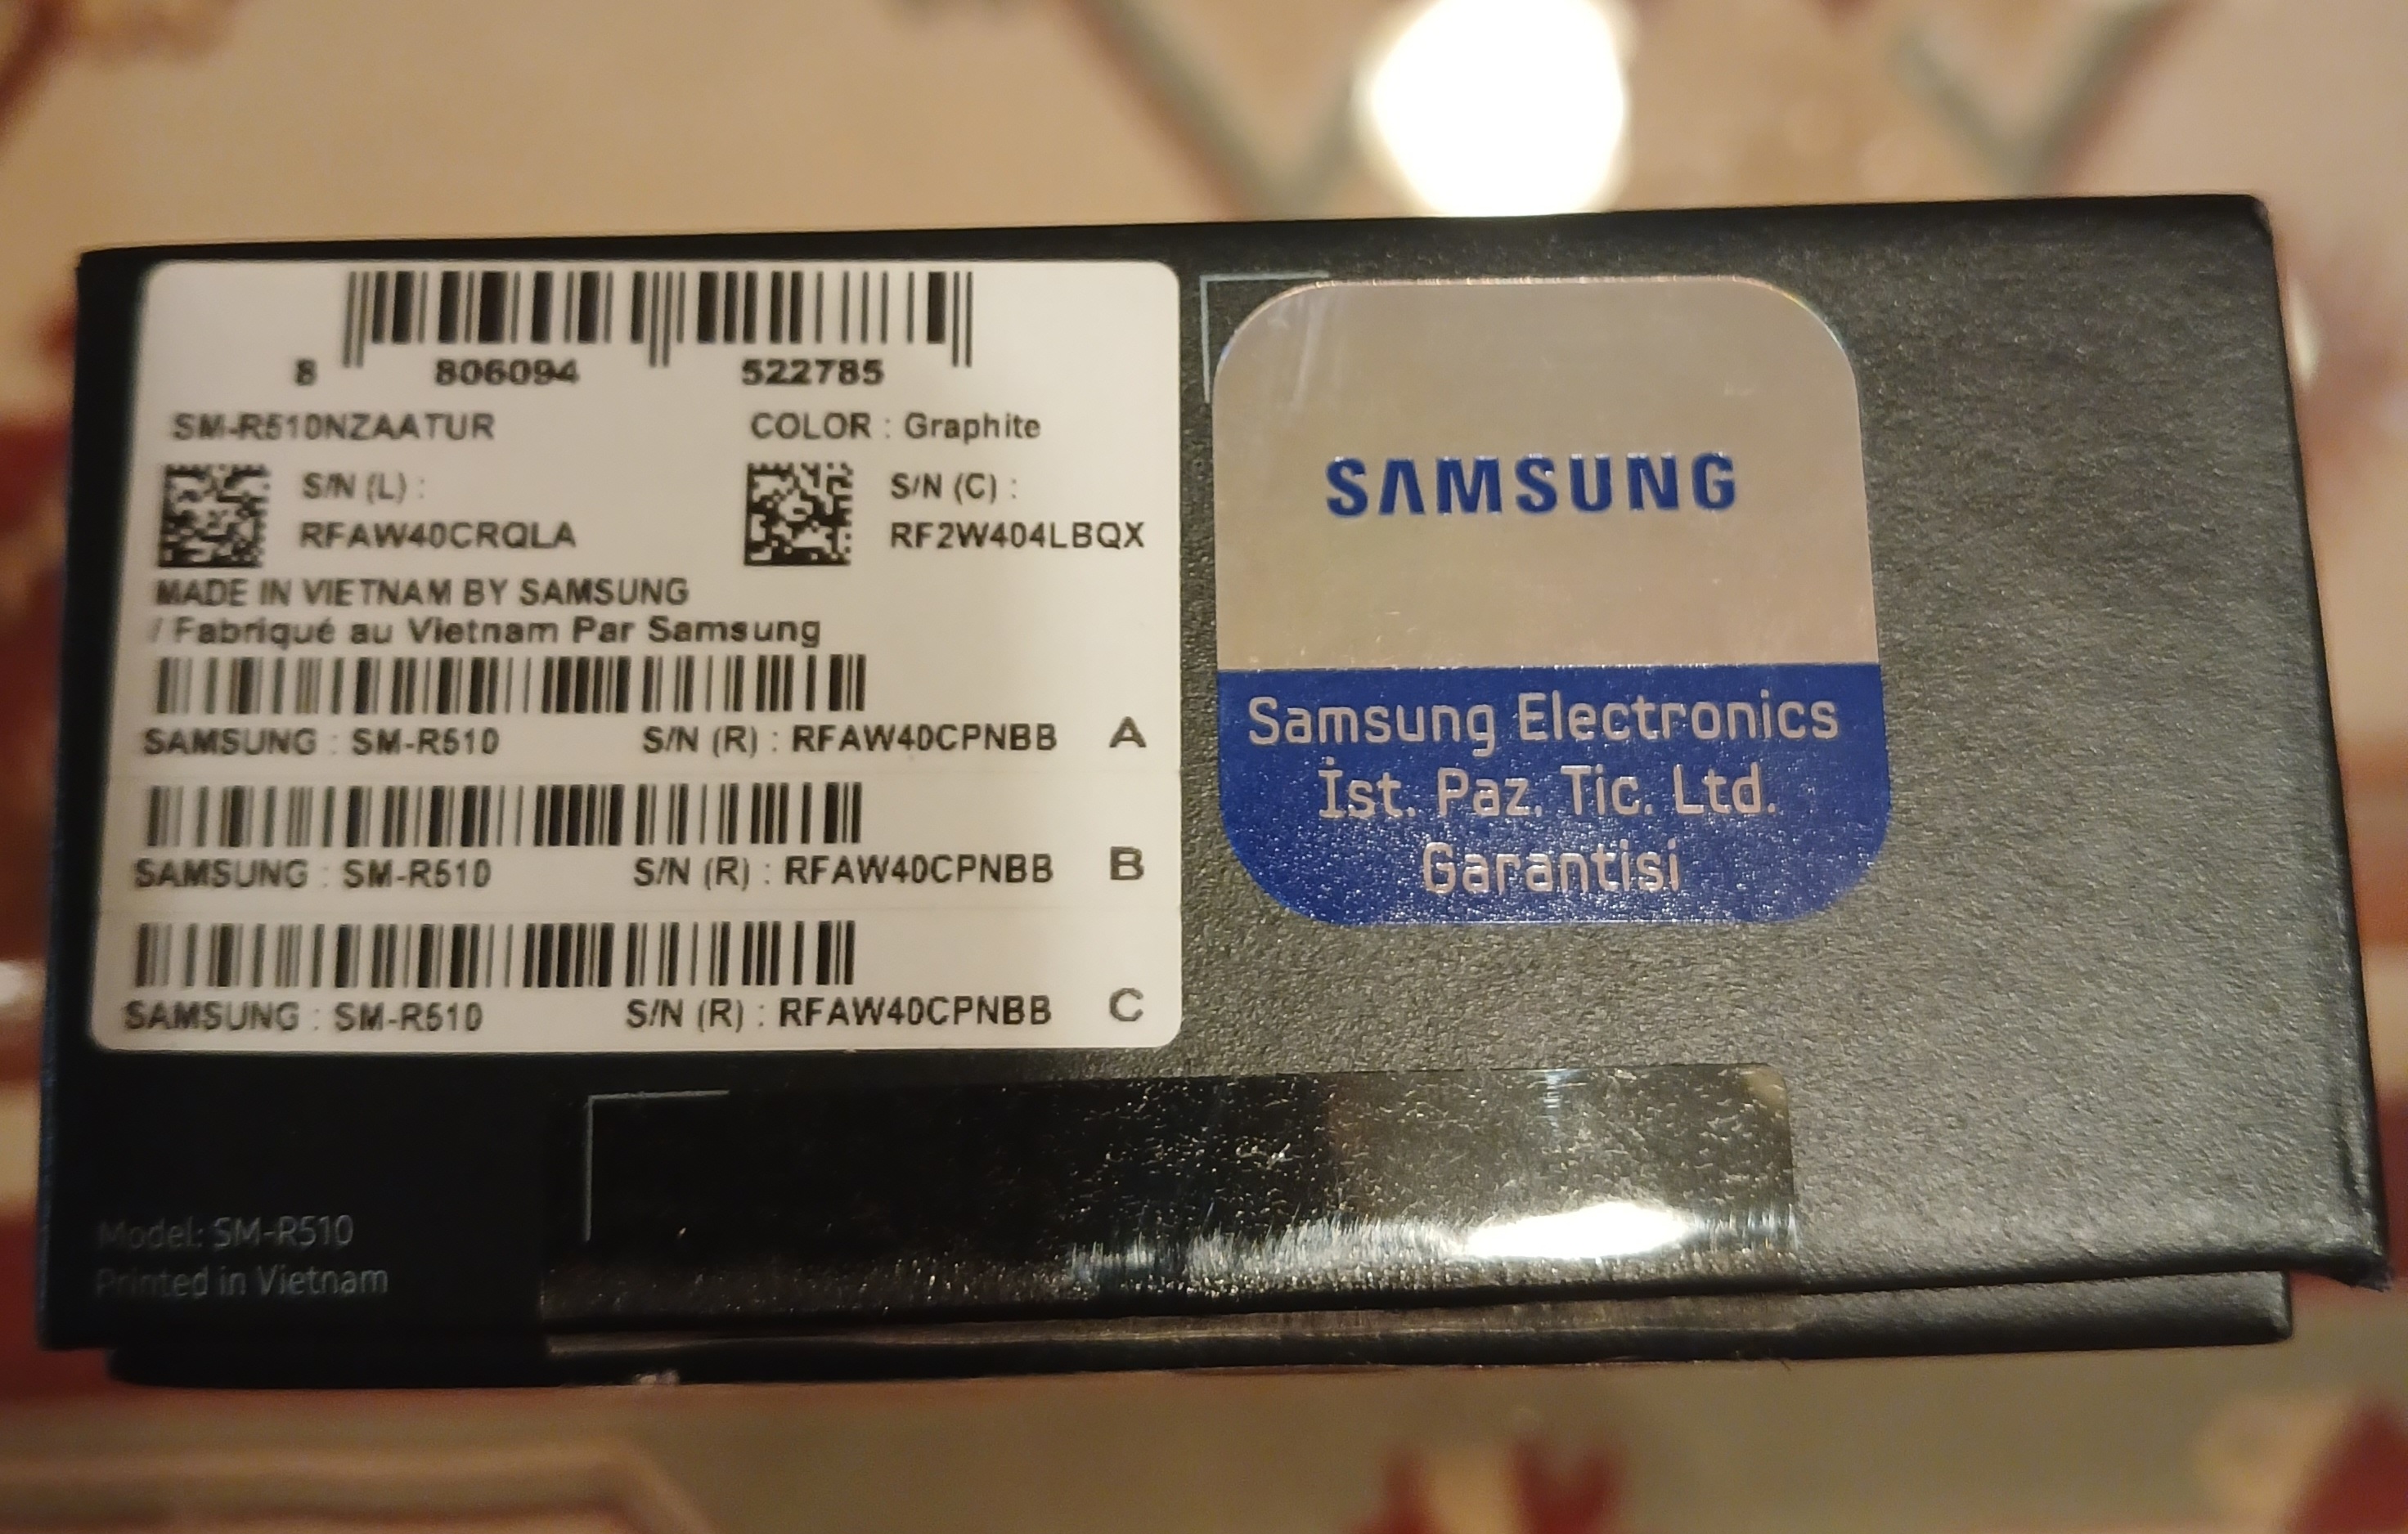 8 806094 522785
SM-R510NZAATUR COLOR : Graphite
S/N (L) : S/N (C) :
RFAW40CRQLA RF2W404LBQX
MADE IN VIETNAM BY SAMSUNG
/ Fabriqué au Vietnam Par Samsung
SAMSUNG : SM-R510 S/N (R) : RFAW40CPNBB A
SAMSUNG : SM-R510 S/N (R) : RFAW40CPNBB B
SAMSUNG : SM-R510 S/N (R) : RFAW40CPNBB C
SAMSUNG
Samsung Electronics
İst. Paz. Tic. Ltd.
Garantisi
Model: SM-R510
Printed in Vietnam